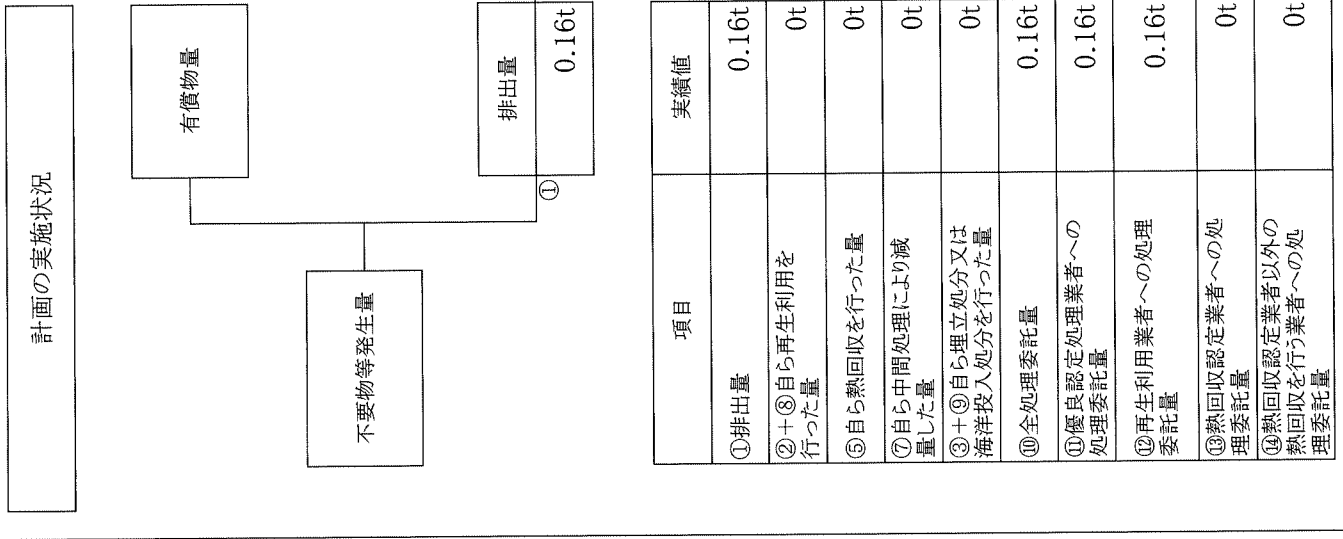 計画の実施状況
有償物量
不要物等発生量
排出量
①
0.16t
項目
実績値
①排出量
0.16t
②+⑧自ら再生利用を
行った量
0t
⑤自ら熱回収を行った量
0t
⑦自ら中間処理により減
量した量
0t
③+⑨自ら埋立処分又は
海洋投入処分を行った量
0t
⑩全処理委託量
0.16t
⑪優良認定処理業者への
処理委託量
0.16t
⑫再生利用業者への処理
委託量
0.16t
⑬熱回収認定業者への処
理委託量
0t
⑭熱回収認定業者以外の
熱回収を行う業者への処
理委託量
0t